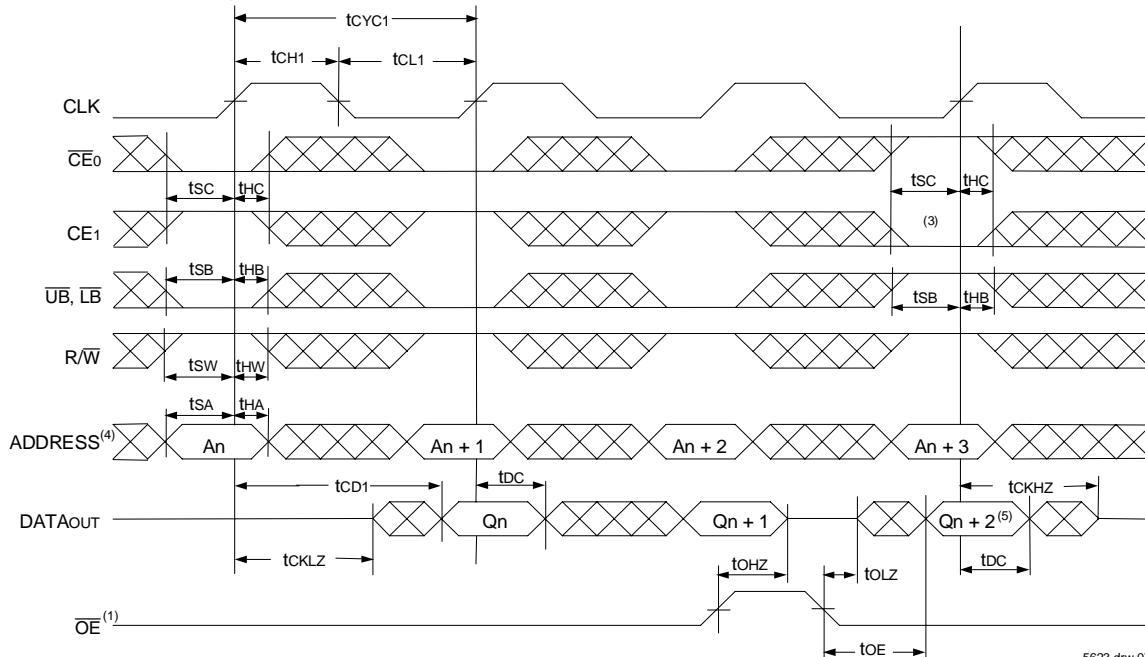 tCYC1
tCH1 tCL1
CLK
CE0
tSC tHC tSC tHC
CE1 (3)
tSB tHB
UB, LB tSB tHB
R/W
tSW tHW
tSA tHA
ADDRESS(4) An An + 1 An + 2 An + 3
tCD1 tDC tCKHZ
DATAOUT Qn Qn + 1 Qn + 2(5)
tCKLZ tOHZ tOLZ tDC
OE(1)
tOE